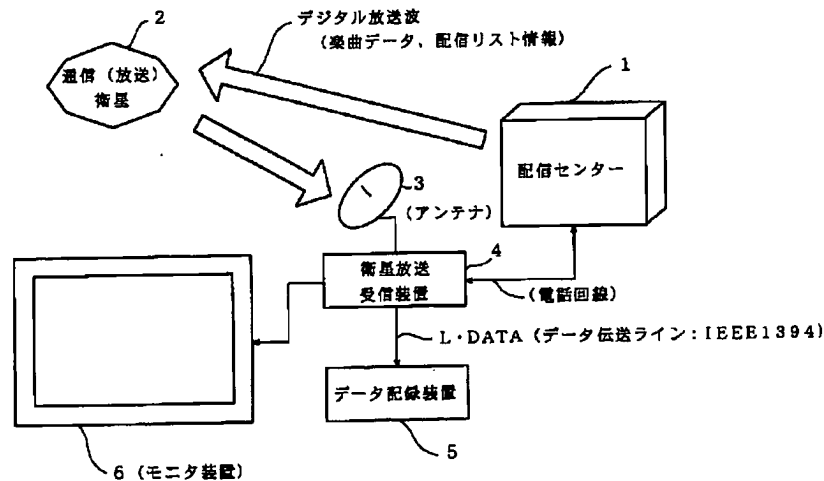 デジタル放送波
(楽曲データ、配信リスト情報)
2
通信(放送)
衛星
1
配信センター
3
(アンテナ)
4
衛星放送
受信装置
(電話回線)
L・DATA(データ伝送ライン:IEEE1394)
データ記録装置
5
6(モニタ装置)